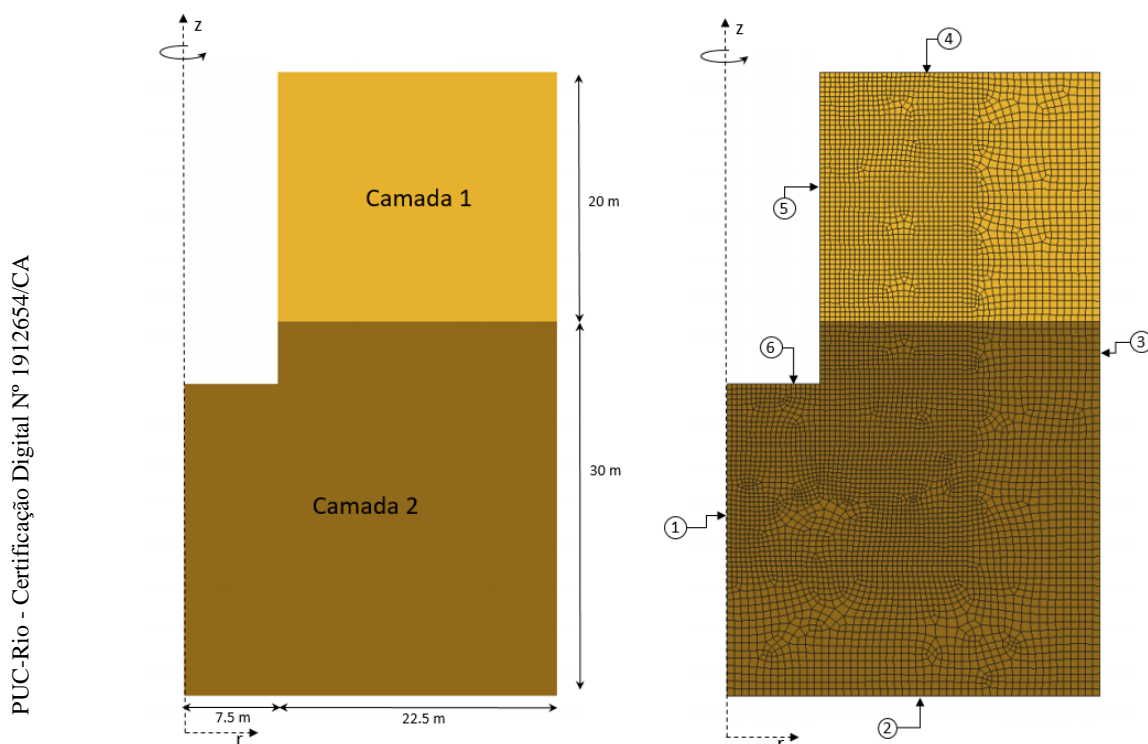 PUC-Rio - Certificação Digital Nº 1912654/CA
z
Camada 1
20 m
Camada 2
30 m
7.5 m
22.5 m
r
z
4
5
3
6
1
2
r